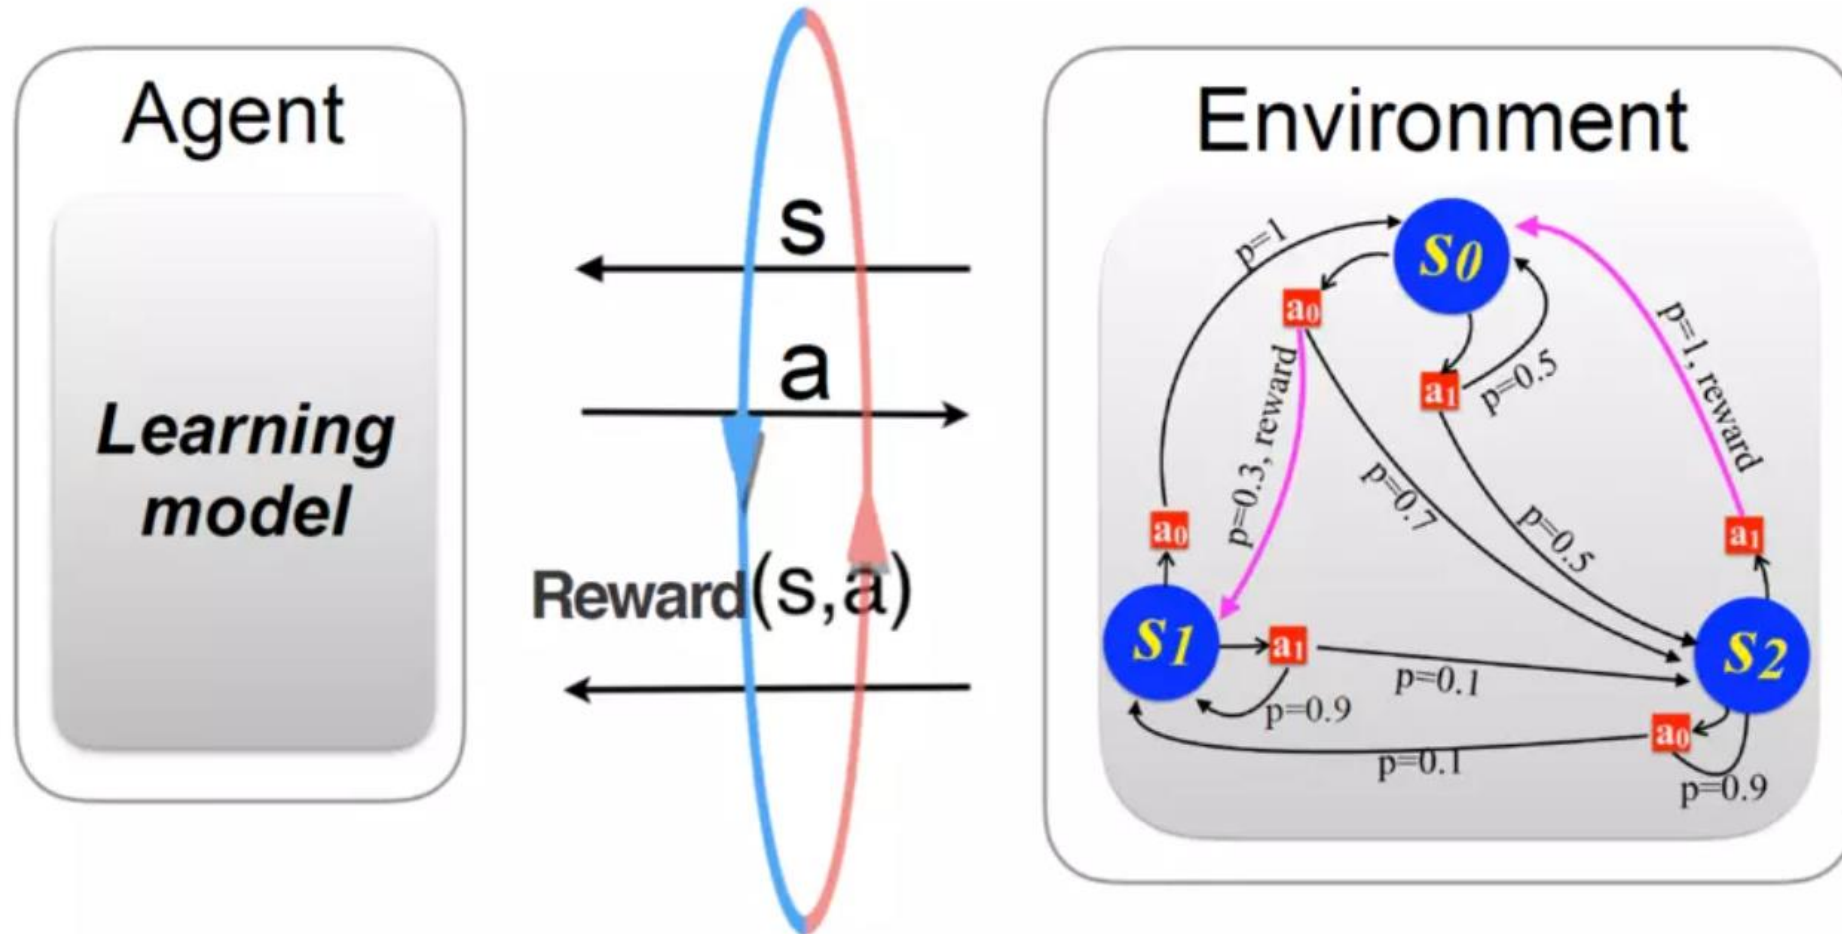 Agent
Learning
model
s
a
Reward(s,a)
Environment
p=1
s0
a0
p=0.3, reward
a1
p=0.5
p=1, reward
p=0.7
p=0.5
a0
a1
s1
a1
p=0.1
p=0.9
s2
a0
p=0.1
p=0.9